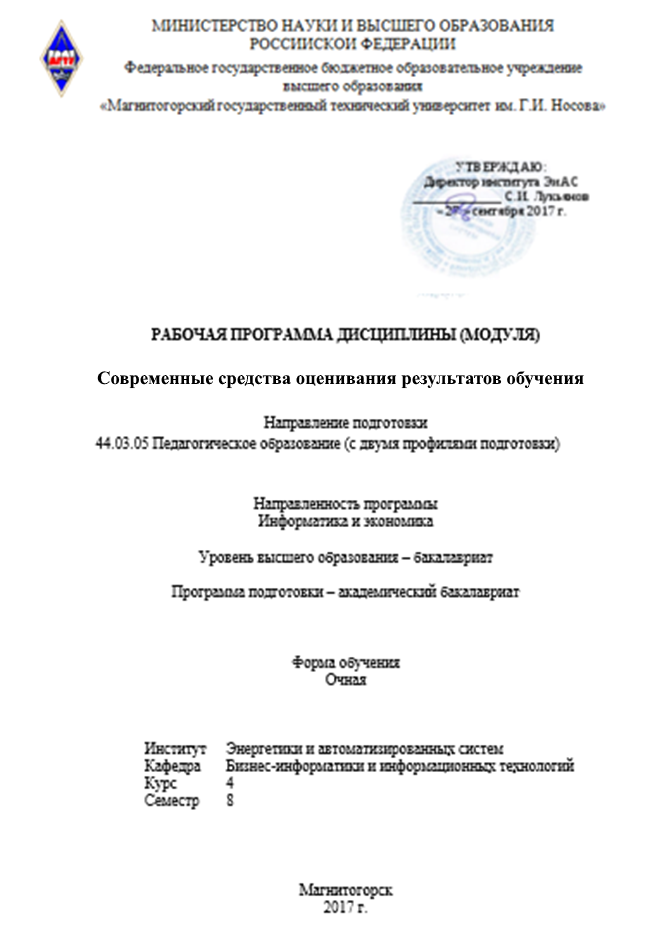 МИНИСТЕРСТВО НАУКИ И ВЫСШЕГО ОБРАЗОВАНИЯ
РОССИЙСКОЙ ФЕДЕРАЦИИ
Федеральное государственное бюджетное образовательное учреждение
высшего образования
«Магнитогорский государственный технический университет им. Г.И. Носова»
УТВЕРЖДАЮ:
Директор института ЭиАС
С.И. Лукьянов
сентября 2017 г.
РАБОЧАЯ ПРОГРАММА ДИСЦИПЛИНЫ (МОДУЛЯ)
Современные средства оценивания результатов обучения
Направление подготовки
44.03.05 Педагогическое образование (с двумя профилями подготовки)
Направленность программы
Информатика и экономика
Уровень высшего образования – бакалавриат
Программа подготовки – академический бакалавриат
Форма обучения
Очная
Институт Энергетики и автоматизированных систем
Кафедра Бизнес-информатики и информационных технологий
Курс 4
Семестр 8
Магнитогорск
2017 г.